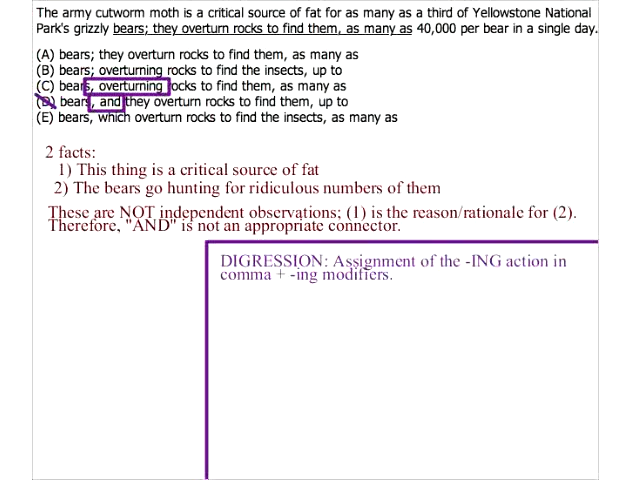 The army cutworm moth is a critical source of fat for as many as a third of Yellowstone National
Park's grizzly bears; they overturn rocks to find them, as many as 40,000 per bear in a single day.
(A) bears; they overturn rocks to find them, as many as
(B) bears; overturning rocks to find the insects, up to
(C) bears, overturning rocks to find them, as many as
(D) bears, and they overturn rocks to find them, up to
(E) bears, which overturn rocks to find the insects, as many as
2 facts:
1) This thing is a critical source of fat
2) The bears go hunting for ridiculous numbers of them
These are NOT independent observations; (1) is the reason/rationale for (2).
Therefore, "AND" is not an appropriate connector.
DIGRESSION: Assignment of the -ING action in
comma + -ing modifiers.